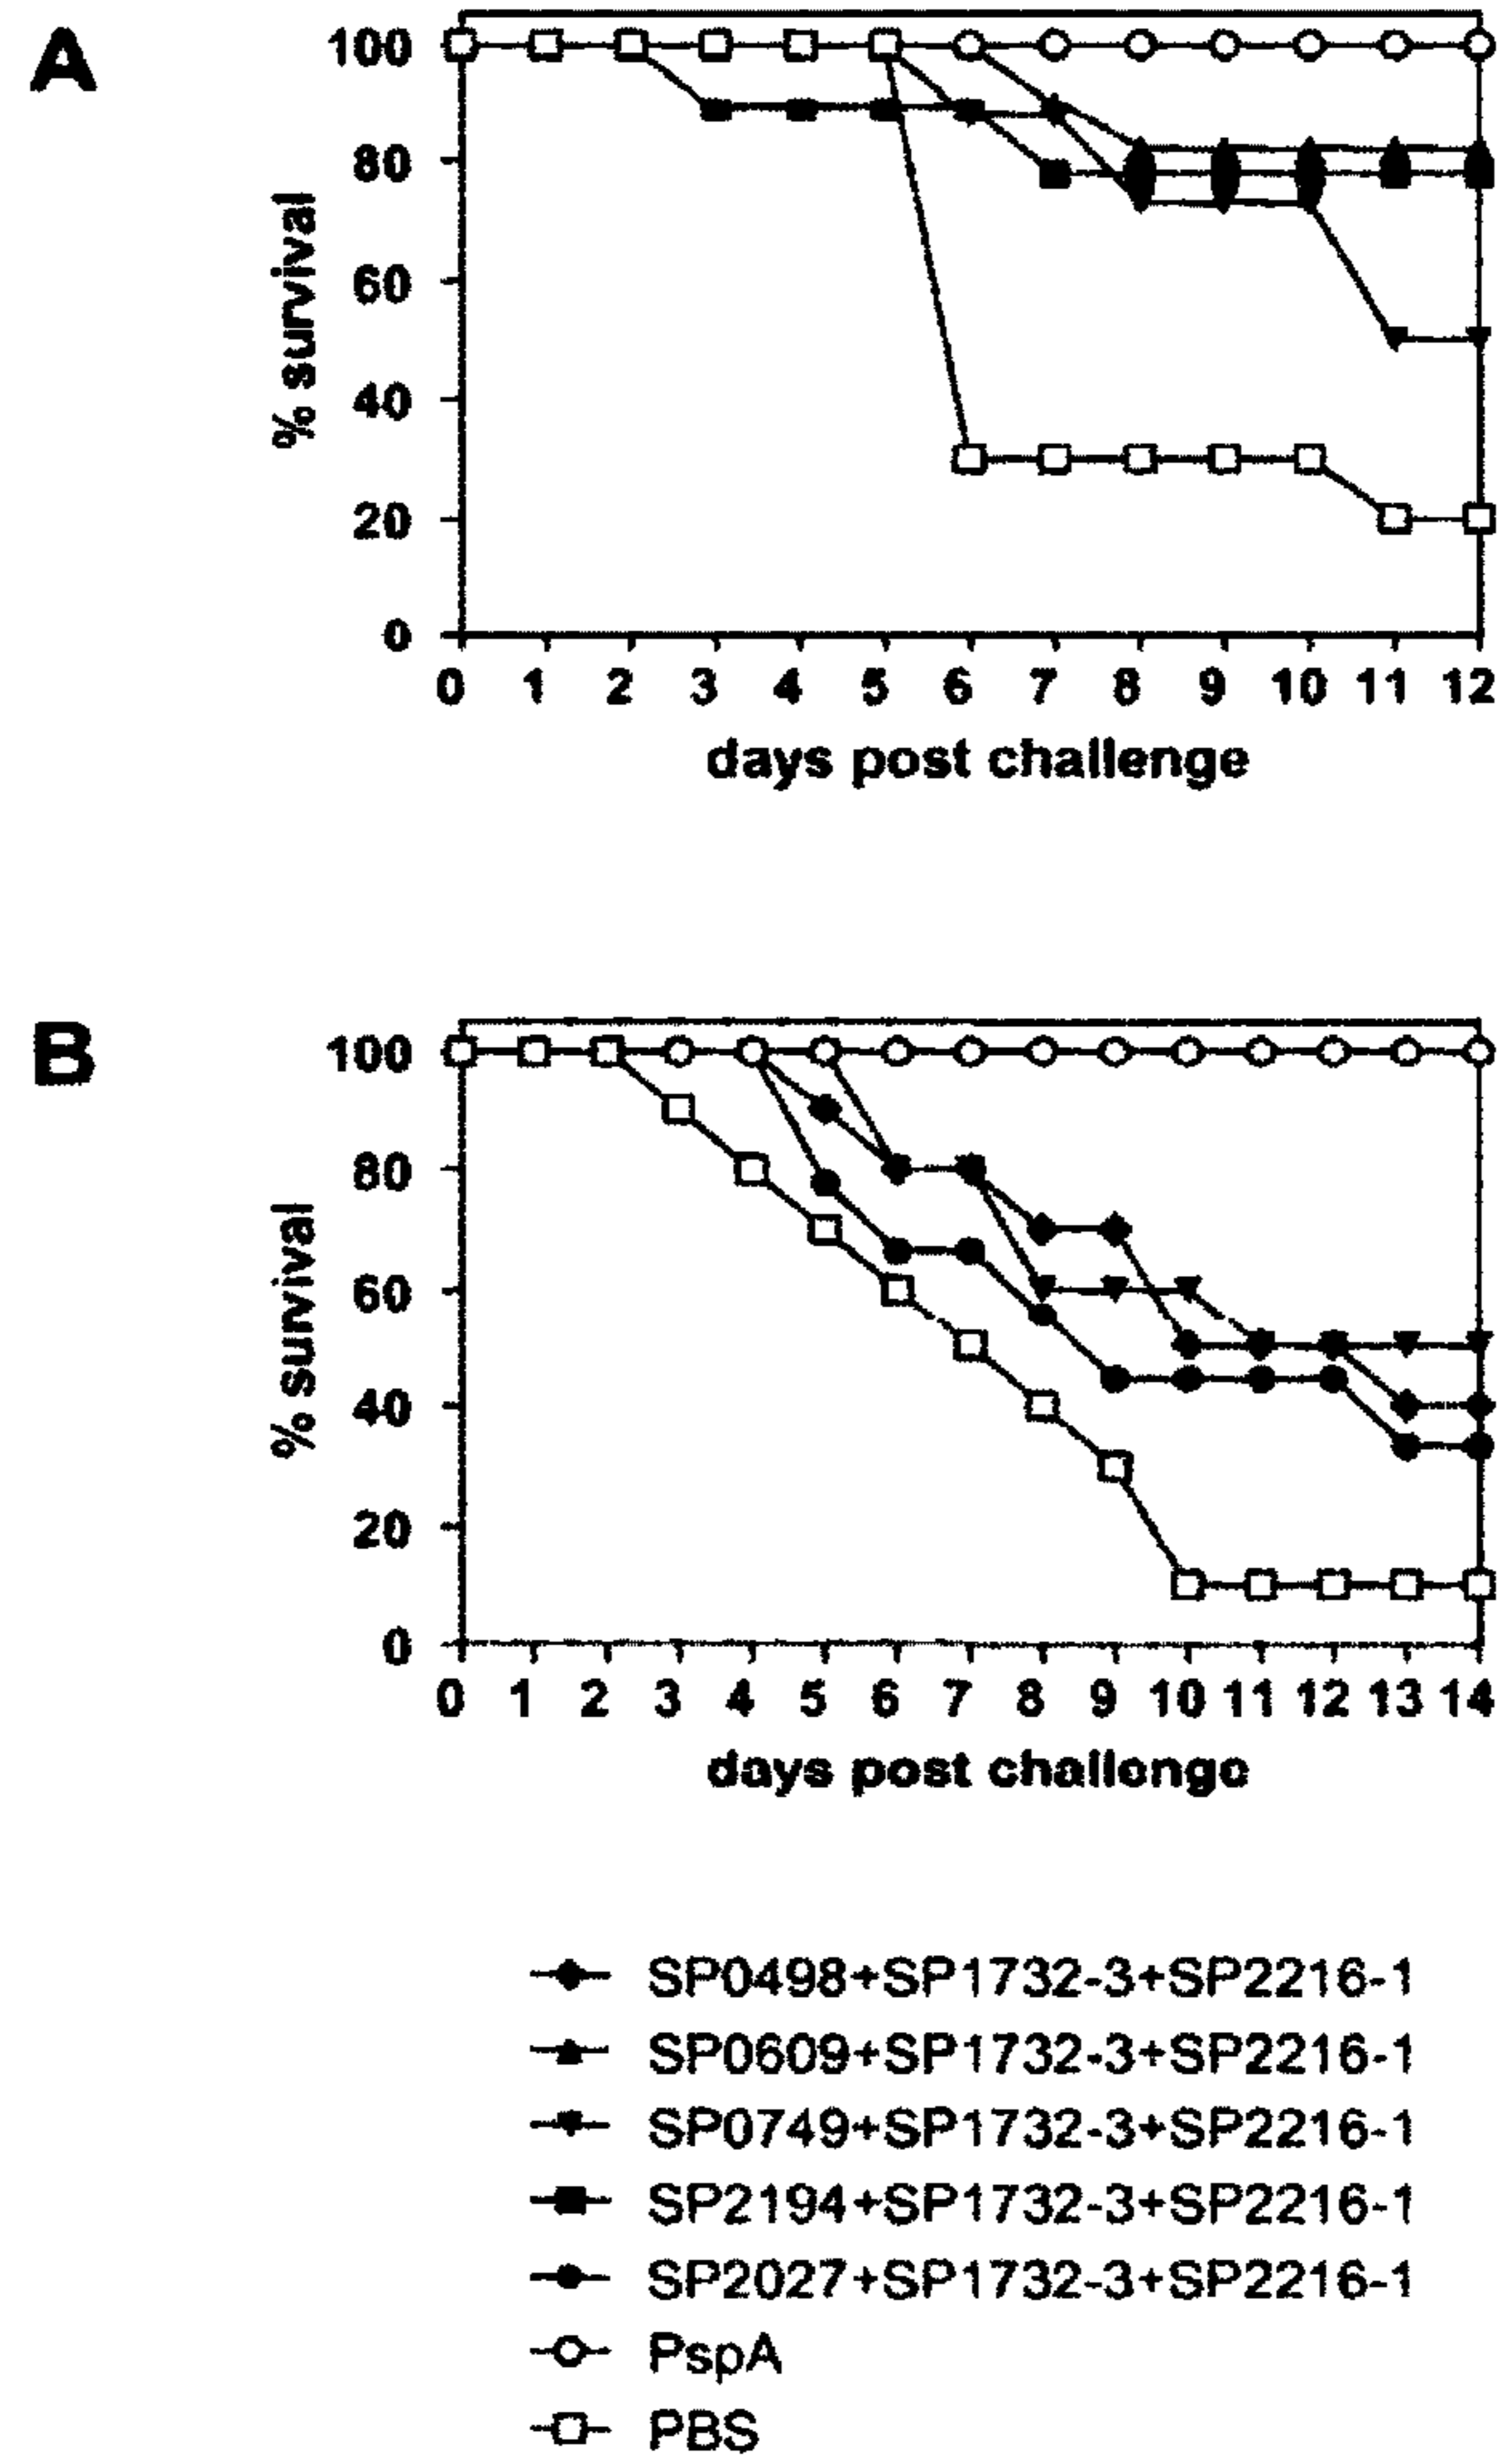 A
100
80
60
40
20
0
% survival
0 1 2 3 4 5 6 7 8 9 10 11 12
days post challenge
B
100
80
60
40
20
0
% survival
0 1 2 3 4 5 6 7 8 9 10 11 12 13 14
days post challenge
SP0498+SP1732-3+SP2216-1
SP0609+SP1732-3+SP2216-1
SP0749+SP1732-3+SP2216-1
SP2194+SP1732-3+SP2216-1
SP2027+SP1732-3+SP2216-1
PspA
PBS